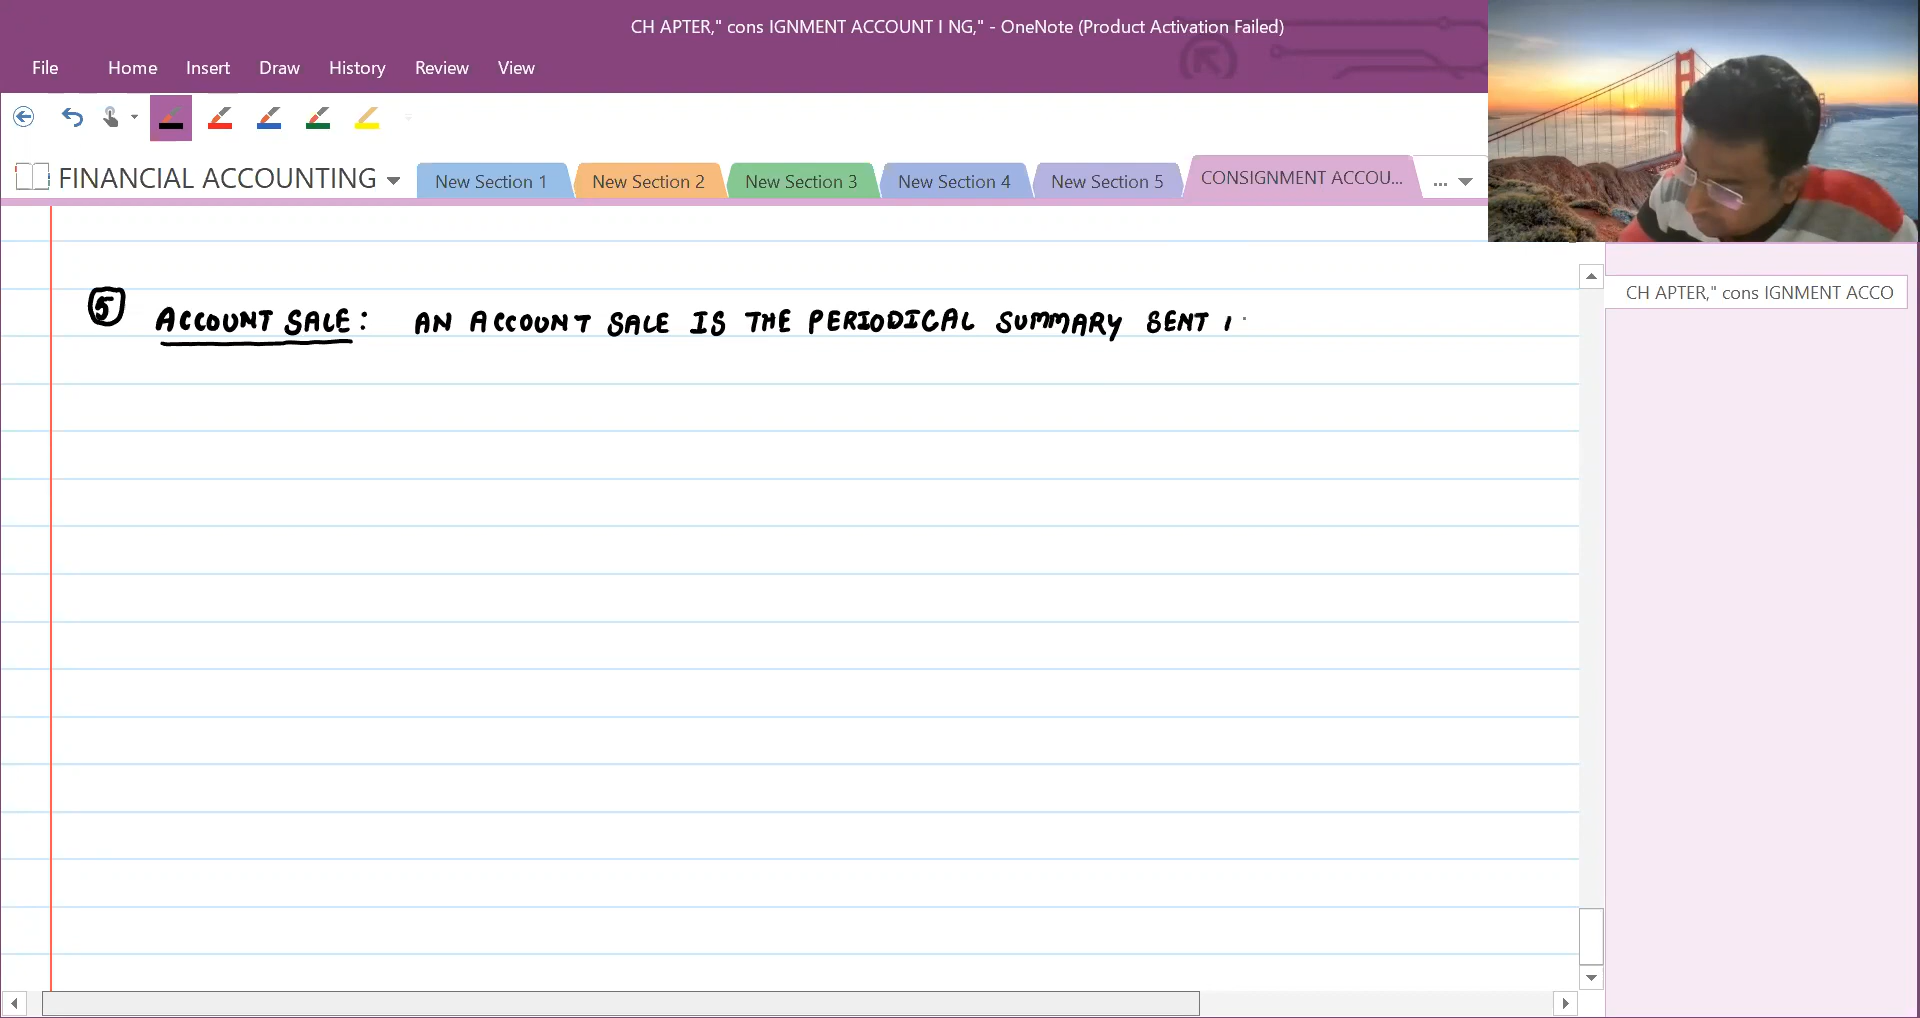 CH APTER," cons IGNMENT ACCOUNT I NG," - OneNote (Product Activation Failed)
File Home Insert Draw History Review View
FINANCIAL ACCOUNTING New Section 1 New Section 2 New Section 3 New Section 4 New Section 5 CONSIGNMENT ACCOU... ...
CH APTER," cons IGNMENT ACCO
5 ACCOUNT SALE: AN ACCOUNT SALE IS THE PERIODICAL SUMMARY SENT